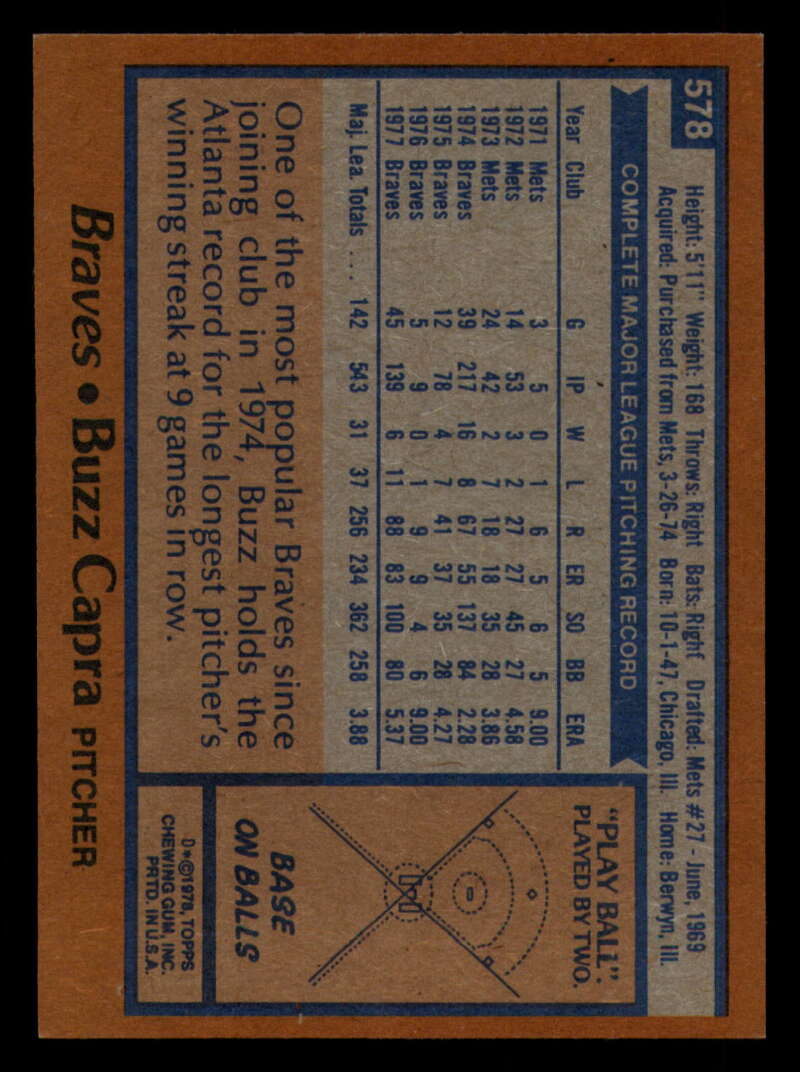 578
Height: 5'11" Weight: 168 Throws: Right Bats: Right Drafted: Mets #27 - June, 1969
Acquired: Purchased from Mets, 3-26-74 Born: 10-1-47, Chicago, Ill. Home: Berwyn, Ill.
COMPLETE MAJOR LEAGUE PITCHING RECORD
Year Club G IP W L R ER SO BB ERA
1971 Mets 3 5 0 1 6 5 6 5 9.00
1972 Mets 14 53 3 2 27 27 45 27 4.58
1973 Mets 24 42 2 7 18 18 35 28 3.86
1974 Braves 39 217 16 8 67 55 137 84 2.28
1975 Braves 12 78 4 7 41 37 35 28 4.27
1976 Braves 5 9 0 1 9 9 4 6 9.00
1977 Braves 45 139 6 11 88 83 100 80 5.37
Maj. Lea. Totals .... 142 543 31 37 256 234 362 258 3.88
One of the most popular Braves since
joining club in 1974, Buzz holds the
Atlanta record for the longest pitcher's
winning streak at 9 games in row.
"PLAY BALL".
PLAYED BY TWO.
BASE
ON BALLS
D*©1978, TOPPS
CHEWING GUM, INC.
PRTD. IN U.S.A.
Braves • Buzz Capra PITCHER